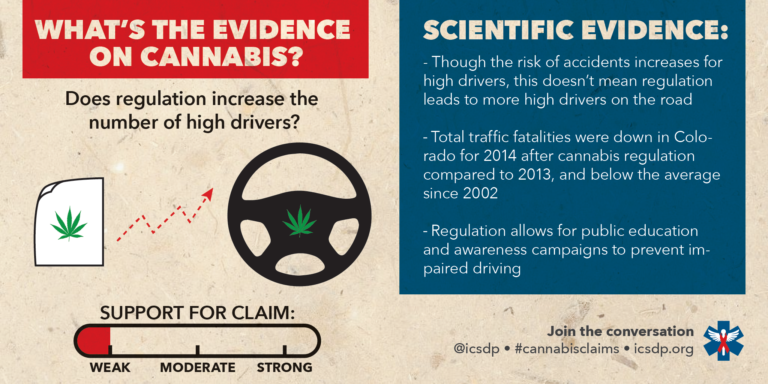 WHAT'S THE EVIDENCE
ON CANNABIS?
Does regulation increase the
number of high drivers?
SUPPORT FOR CLAIM:
WEAK MODERATE STRONG
SCIENTIFIC EVIDENCE:
- Though the risk of accidents increases for
high drivers, this doesn't mean regulation
leads to more high drivers on the road
- Total traffic fatalities were down in Colo-
rado for 2014 after cannabis regulation
compared to 2013, and below the average
since 2002
- Regulation allows for public education
and awareness campaigns to prevent im-
paired driving
Join the conversation
@icsdp • #cannabisclaims • icsdp.org